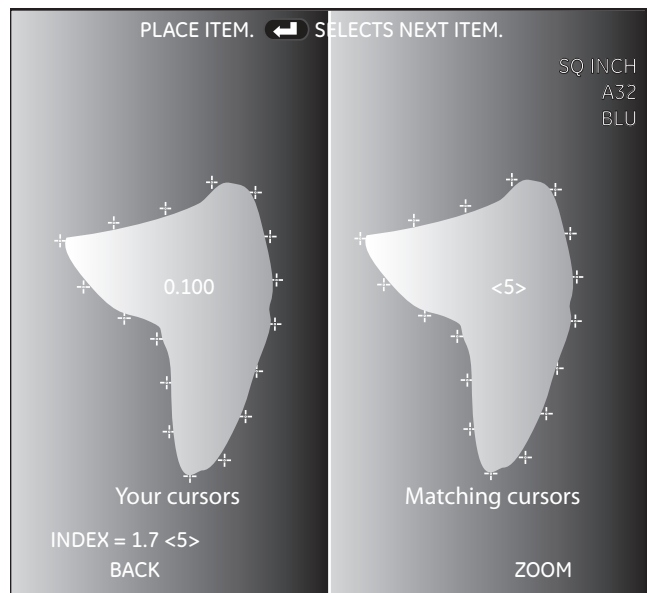 PLACE ITEM. SELECTS NEXT ITEM.
SQ INCH
A32
BLU
0.100
<5>
Your cursors
Matching cursors
INDEX = 1.7 <5>
BACK
ZOOM